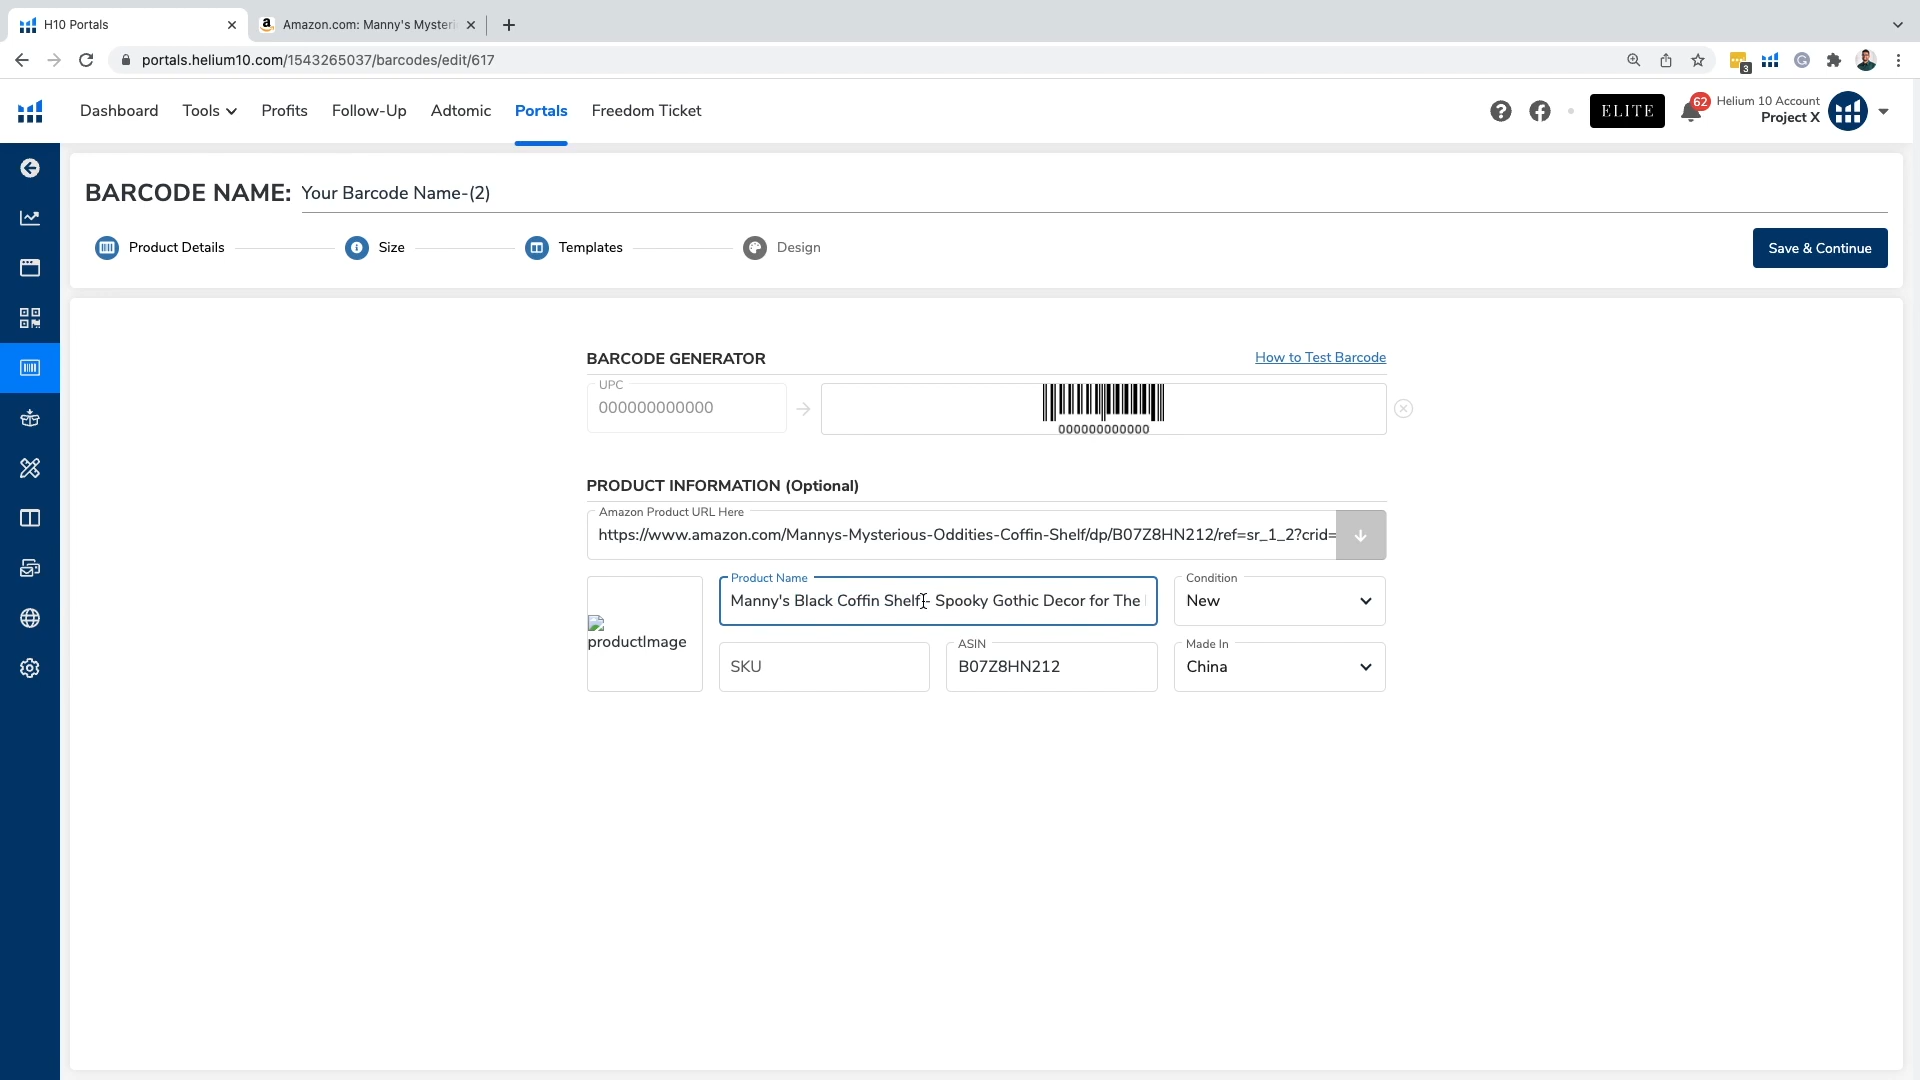 H10 Portals
Amazon.com: Manny's Mysteri
portals.helium10.com/1543265037/barcodes/edit/617
3
Dashboard
Tools
Profits
Follow-Up
Adtomic
Portals
Freedom Ticket
ELITE
62
Helium 10 Account
Project X
BARCODE NAME: Your Barcode Name-(2)
Product Details
Size
Templates
Design
Save & Continue
BARCODE GENERATOR
How to Test Barcode
UPC
000000000000
000000000000
PRODUCT INFORMATION (Optional)
Amazon Product URL Here
https://www.amazon.com/Mannys-Mysterious-Oddities-Coffin-Shelf/dp/B07Z8HN212/ref=sr_1_2?crid=
productImage
Product Name
Manny's Black Coffin Shelf - Spooky Gothic Decor for The
Condition
New
SKU
ASIN
B07Z8HN212
Made In
China